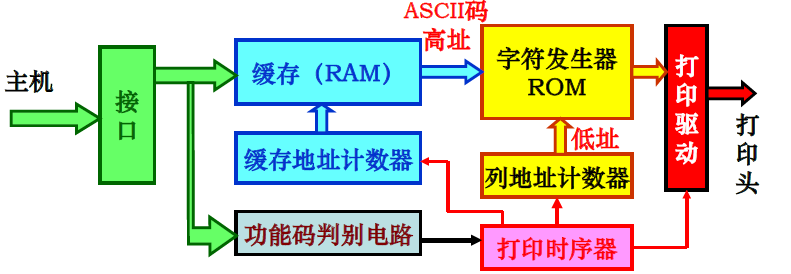 主机
接口
缓存（RAM）
ASCII码
高址
字符发生器
ROM
打印驱动
打印头
缓存地址计数器
低址
列地址计数器
功能码判别电路
打印时序器